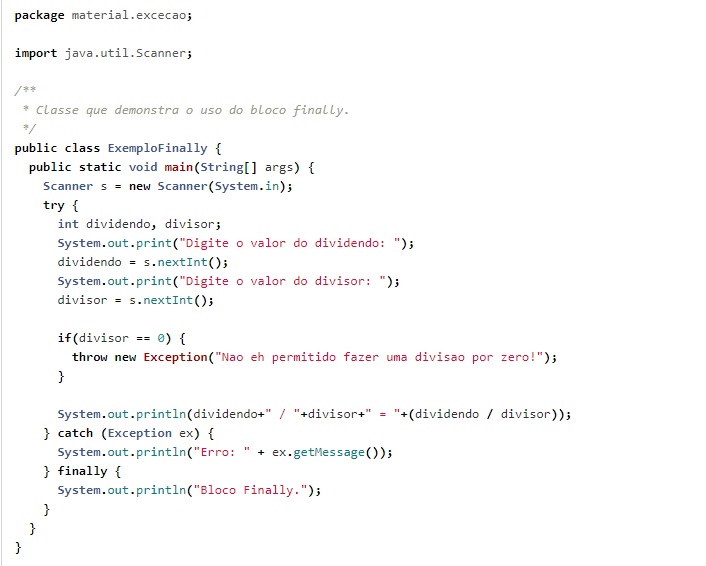 package material.excecao;
import java.util.Scanner;
/**
 * Classe que demonstra o uso do bloco finally.
 */
public class ExemploFinally {
  public static void main(String[] args) {
    Scanner s = new Scanner(System.in);
    try {
      int dividendo, divisor;
      System.out.print("Digite o valor do dividendo: ");
      dividendo = s.nextInt();
      System.out.print("Digite o valor do divisor: ");
      divisor = s.nextInt();
      if(divisor == 0) {
        throw new Exception("Nao eh permitido fazer uma divisao por zero!");
      }
      System.out.println(dividendo+" / "+divisor+" = "+(dividendo / divisor));
    } catch (Exception ex) {
      System.out.println("Erro: " + ex.getMessage());
    } finally {
      System.out.println("Bloco Finally.");
    }
  }
}